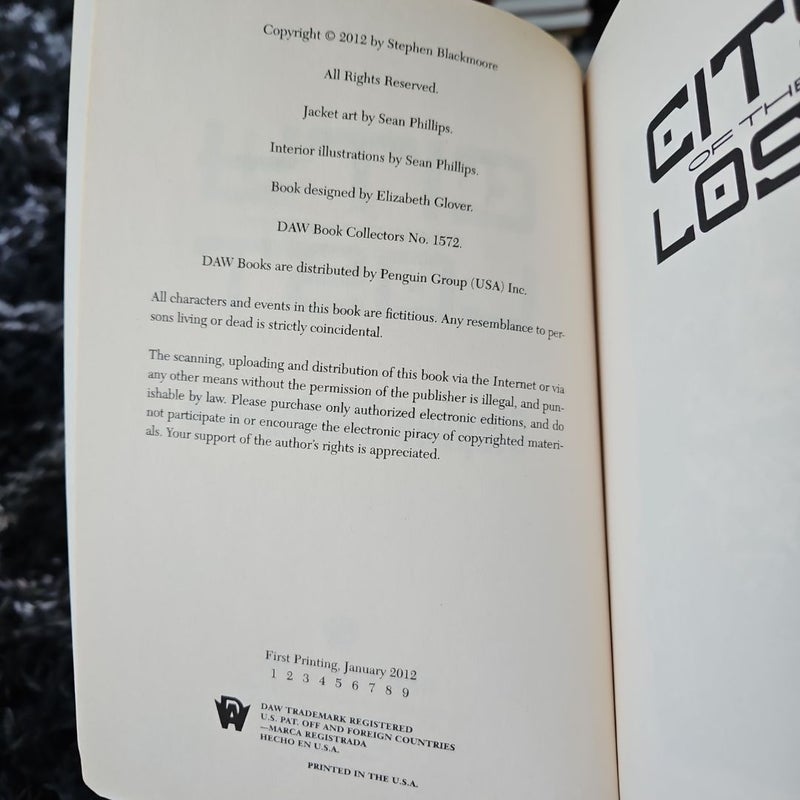 Copyright © 2012 by Stephen Blackmoore
All Rights Reserved.
Jacket art by Sean Phillips.
Interior illustrations by Sean Phillips.
Book designed by Elizabeth Glover.
DAW Book Collectors No. 1572.
DAW Books are distributed by Penguin Group (USA) Inc.
All characters and events in this book are fictitious. Any resemblance to per-
sons living or dead is strictly coincidental.
The scanning, uploading and distribution of this book via the Internet or via
any other means without the permission of the publisher is illegal, and pun-
ishable by law. Please purchase only authorized electronic editions, and do
not participate in or encourage the electronic piracy of copyrighted materi-
als. Your support of the author's rights is appreciated.
First Printing, January 2012
1 2 3 4 5 6 7 8 9
DAW TRADEMARK REGISTERED
U.S. PAT. OFF AND FOREIGN COUNTRIES
—MARCA REGISTRADA
HECHO EN U.S.A.
PRINTED IN THE U.S.A.
CIT
OF THE
LOS